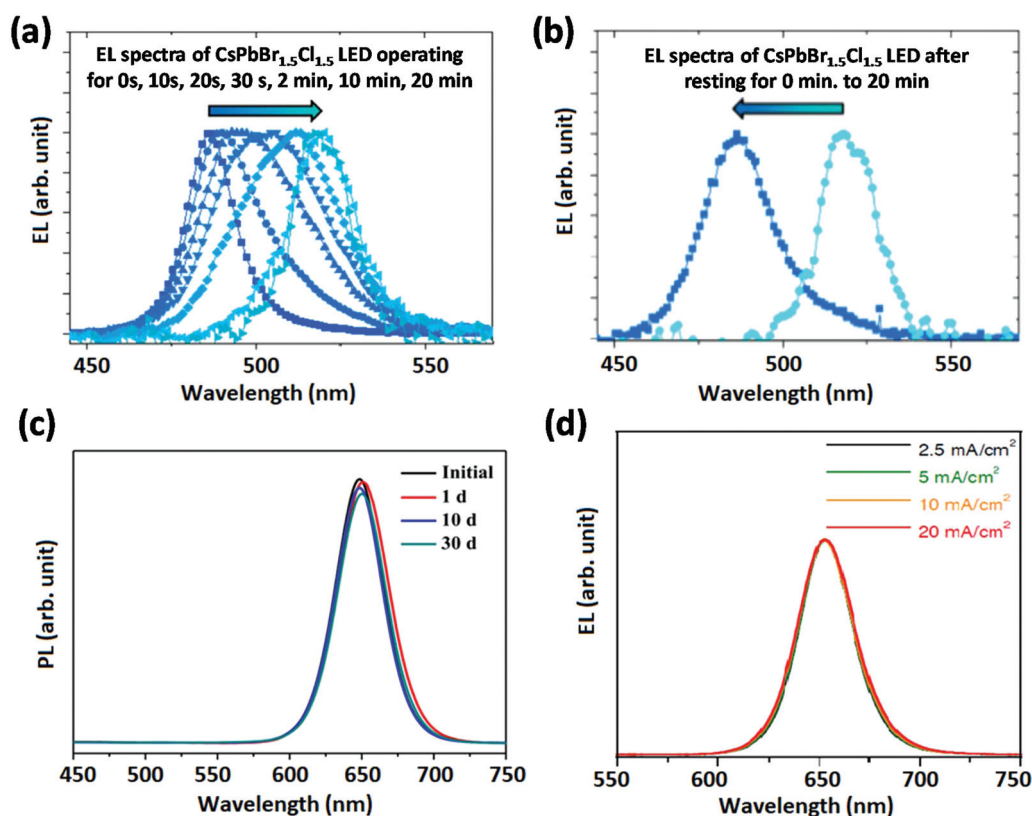 (a)
EL spectra of CsPbBr1.5Cl1.5 LED operating
for 0s, 10s, 20s, 30 s, 2 min, 10 min, 20 min
EL (arb. unit)
450 500 550
Wavelength (nm)
(b)
EL spectra of CsPbBr1.5Cl1.5 LED after
resting for 0 min. to 20 min
EL (arb. unit)
450 500 550
Wavelength (nm)
(c)
Initial
1 d
10 d
30 d
PL (arb. unit)
450 500 550 600 650 700 750
Wavelength (nm)
(d)
2.5 mA/cm²
5 mA/cm²
10 mA/cm²
20 mA/cm²
EL (arb. unit)
550 600 650 700 750
Wavelength (nm)